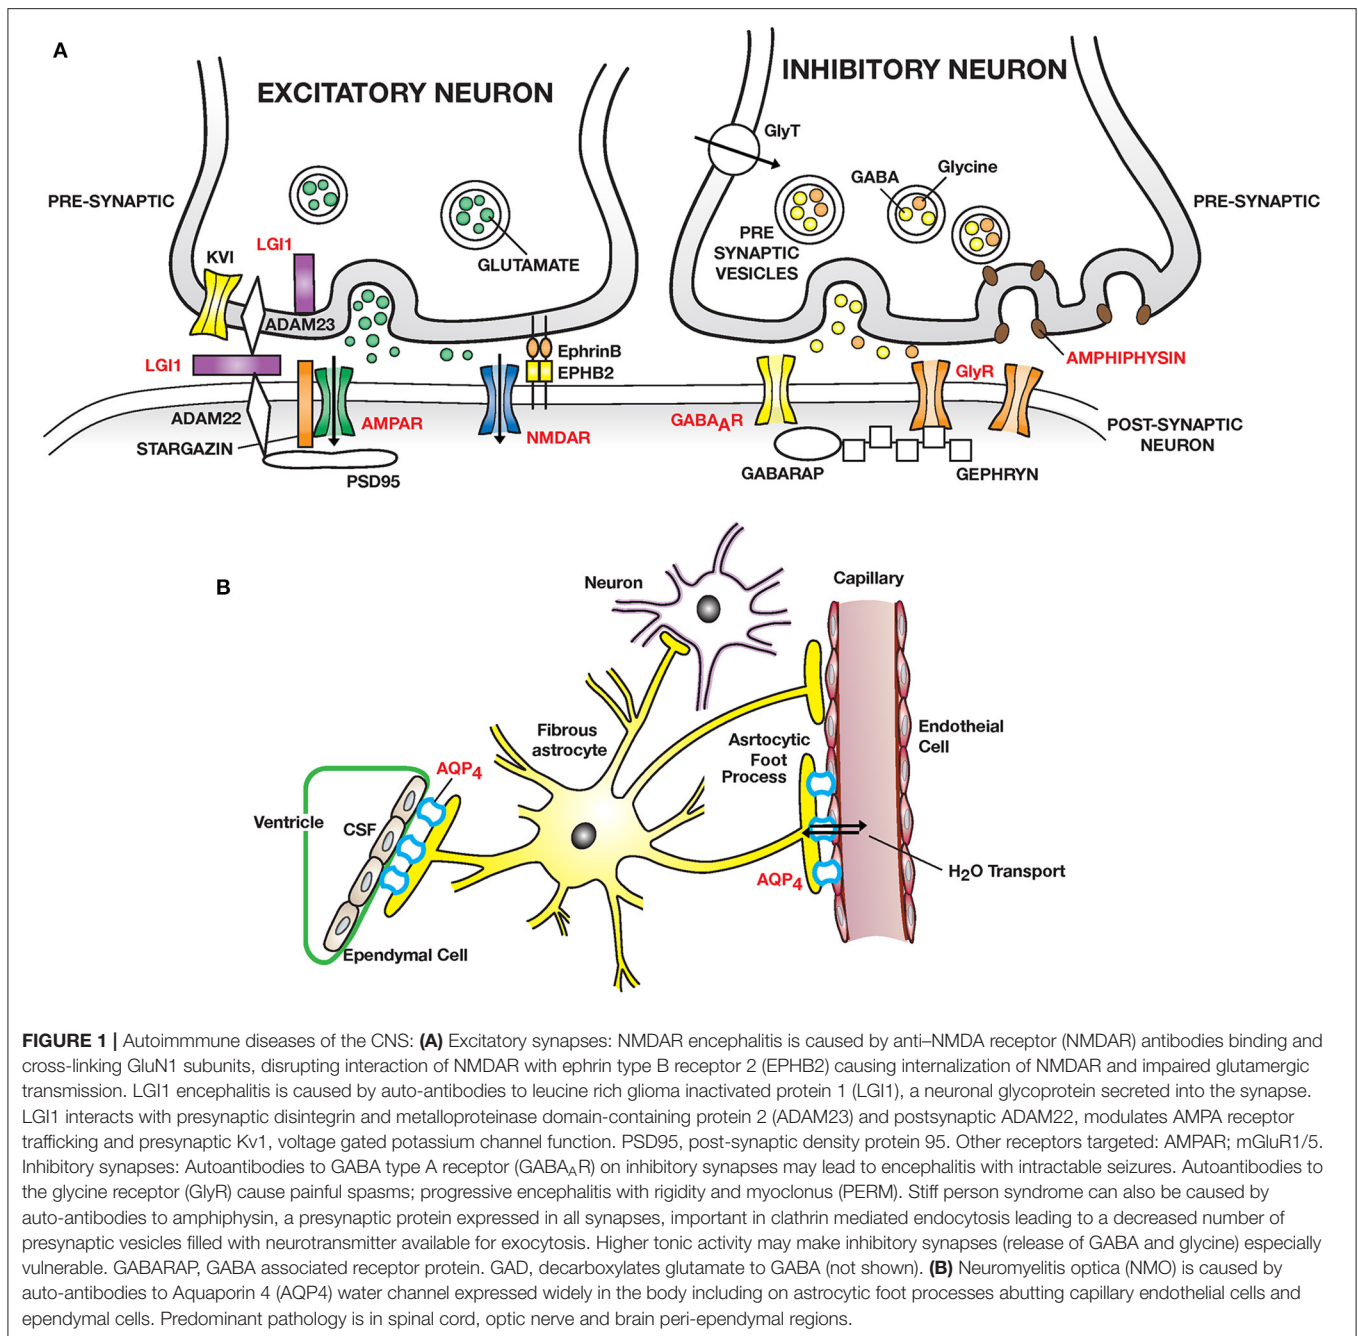 A
EXCITATORY NEURON
INHIBITORY NEURON
GlyT
GABA
Glycine
PRE-SYNAPTIC
PRE-SYNAPTIC
LGI1
KVI
GLUTAMATE
PRE
SYNAPTIC
VESICLES
ADAM23
EphrinB
EPHB2
AMPHIPHYSIN
LGI1
GlyR
ADAM22
AMPAR
NMDAR
GABAAR
POST-SYNAPTIC
NEURON
STARGAZIN
PSD95
GABARAP
GEPHRYN
B
Neuron
Capillary
Fibrous
astrocyte
Asrtocytic
Foot
Process
Endotheial
Cell
AQP4
Ventricle
CSF
AQP4
H2O Transport
Ependymal Cell
FIGURE 1 | Autoimmmune diseases of the CNS: (A) Excitatory synapses: NMDAR encephalitis is caused by anti–NMDA receptor (NMDAR) antibodies binding and
cross-linking GluN1 subunits, disrupting interaction of NMDAR with ephrin type B receptor 2 (EPHB2) causing internalization of NMDAR and impaired glutamergic
transmission. LGI1 encephalitis is caused by auto-antibodies to leucine rich glioma inactivated protein 1 (LGI1), a neuronal glycoprotein secreted into the synapse.
LGI1 interacts with presynaptic disintegrin and metalloproteinase domain-containing protein 2 (ADAM23) and postsynaptic ADAM22, modulates AMPA receptor
trafficking and presynaptic Kv1, voltage gated potassium channel function. PSD95, post-synaptic density protein 95. Other receptors targeted: AMPAR; mGluR1/5.
Inhibitory synapses: Autoantibodies to GABA type A receptor (GABAAR) on inhibitory synapses may lead to encephalitis with intractable seizures. Autoantibodies to
the glycine receptor (GlyR) cause painful spasms; progressive encephalitis with rigidity and myoclonus (PERM). Stiff person syndrome can also be caused by
auto-antibodies to amphiphysin, a presynaptic protein expressed in all synapses, important in clathrin mediated endocytosis leading to a decreased number of
presynaptic vesicles filled with neurotransmitter available for exocytosis. Higher tonic activity may make inhibitory synapses (release of GABA and glycine) especially
vulnerable. GABARAP, GABA associated receptor protein. GAD, decarboxylates glutamate to GABA (not shown). (B) Neuromyelitis optica (NMO) is caused by
auto-antibodies to Aquaporin 4 (AQP4) water channel expressed widely in the body including on astrocytic foot processes abutting capillary endothelial cells and
ependymal cells. Predominant pathology is in spinal cord, optic nerve and brain peri-ependymal regions.